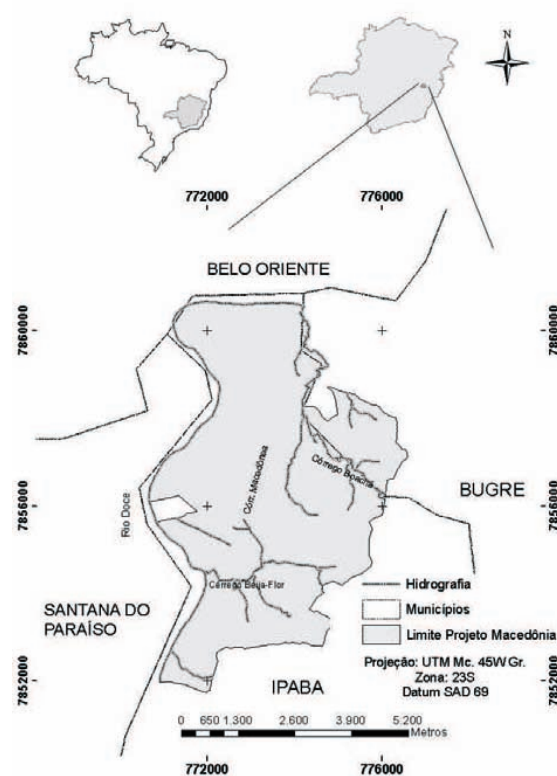 N
772000
776000
BELO ORIENTE
7860000
7860000
Córr. Macedônia
Córrego Bioacha
BUGRE
7856000
7856000
Rio Doce
Córrego Beija-Flor
SANTANA DO
PARAÍSO
Hidrografia
Municípios
Limite Projeto Macedônia
Projeção: UTM Mc. 45W Gr.
Zona: 23S
Datum SAD 69
7852000
7852000
IPABA
0 650 1.300 2.600 3.900 5.200
Metros
772000
776000